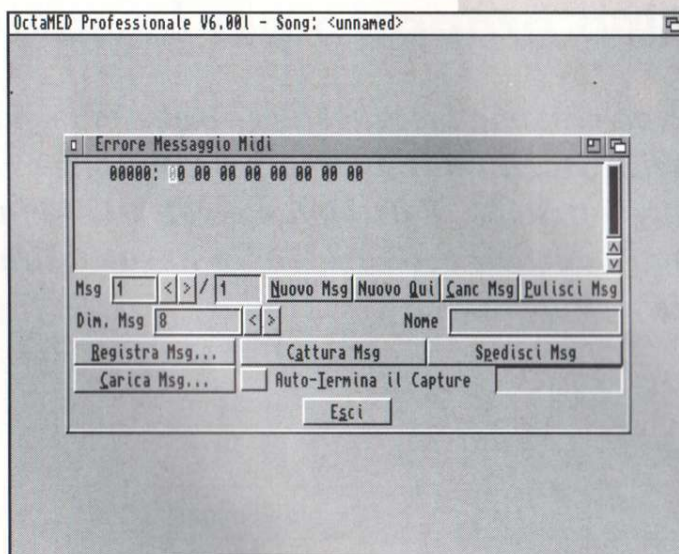 OctaMED Professionale V6.00l - Song: <unnamed>
Errore Messaggio Midi
00000: 00 00 00 00 00 00 00 00
Msg 1 < > / 1 Nuovo Msg Nuovo Qui Canc Msg Pulisci Msg
Dim. Msg 8 < > Nome
Registra Msg... Cattura Msg Spedisci Msg
Carica Msg... Auto-Termina il Capture
Esci